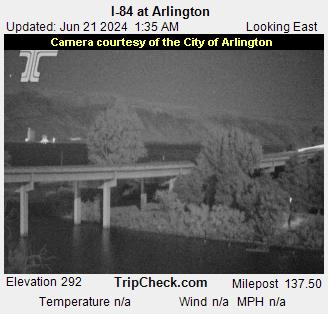 I-84 at Arlington
Updated: Jun 21 2024 1:35 AM Looking East
Camera courtesy of the City of Arlington
Elevation 292 TripCheck.com Milepost 137.50
Temperature n/a Wind n/a MPH n/a